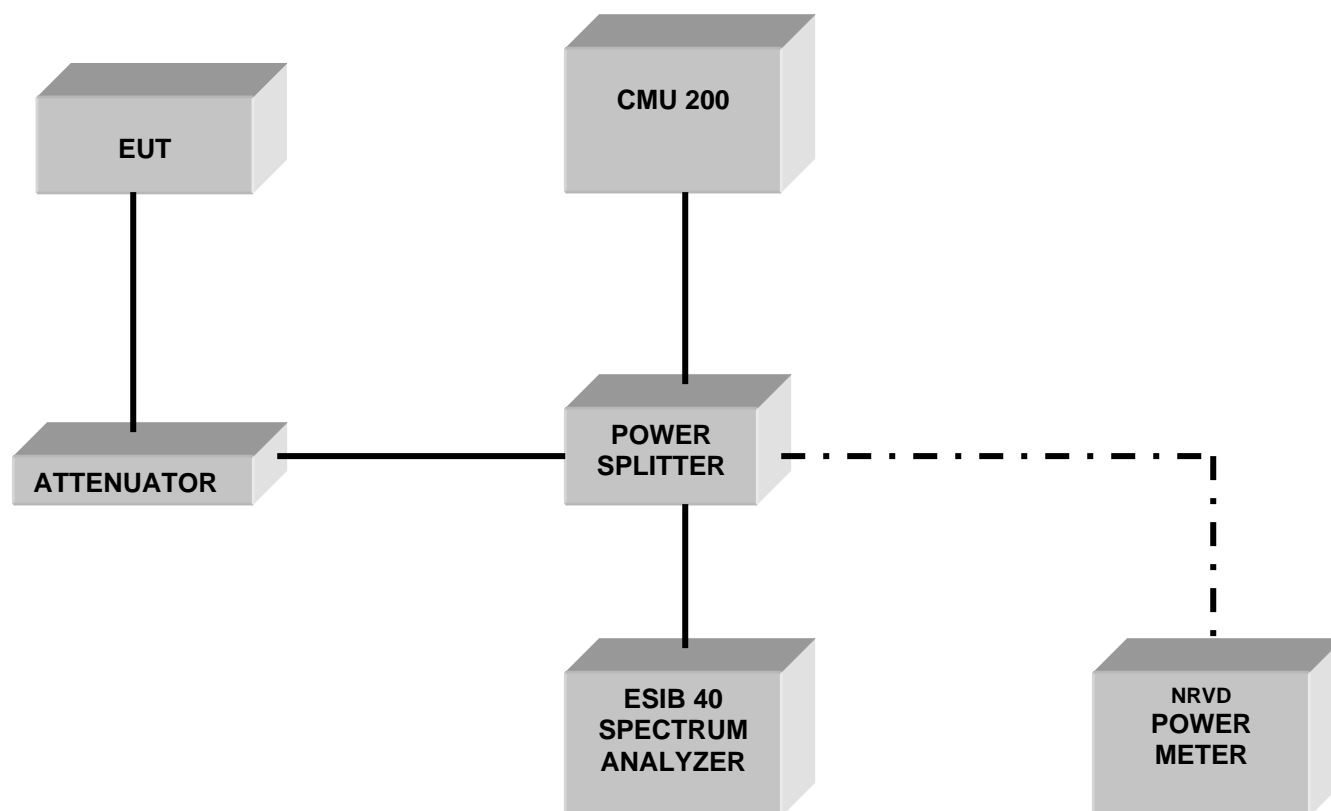 EUT
CMU 200
ATTENUATOR
POWER
SPLITTER
ESIB 40
SPECTRUM
ANALYZER
NRVD
POWER
METER